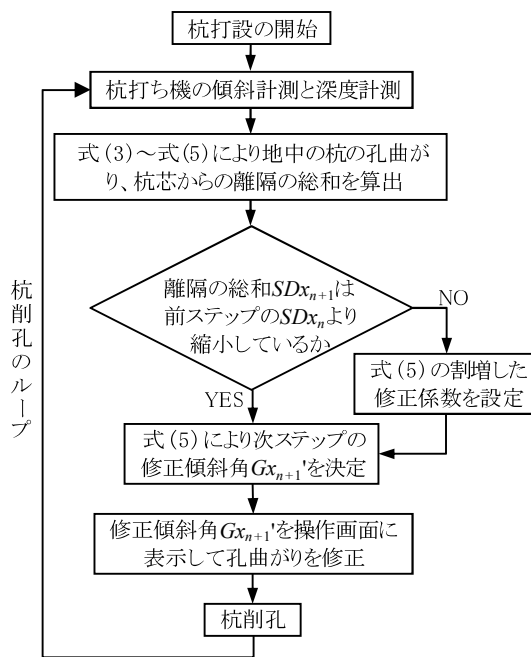 杭打設の開始
杭打ち機の傾斜計測と深度計測
式(3)～式(5)により地中の杭の孔曲が
り、杭芯からの離隔の総和を算出
離隔の総和SDxn+1は
前ステップのSDxnより
縮小しているか
NO
YES
式(5)の割増した
修正係数を設定
式(5)により次ステップの
修正傾斜角Gxn+1'を決定
修正傾斜角Gxn+1'を操作画面に
表示して孔曲がりを修正
杭削孔
杭削孔のループ